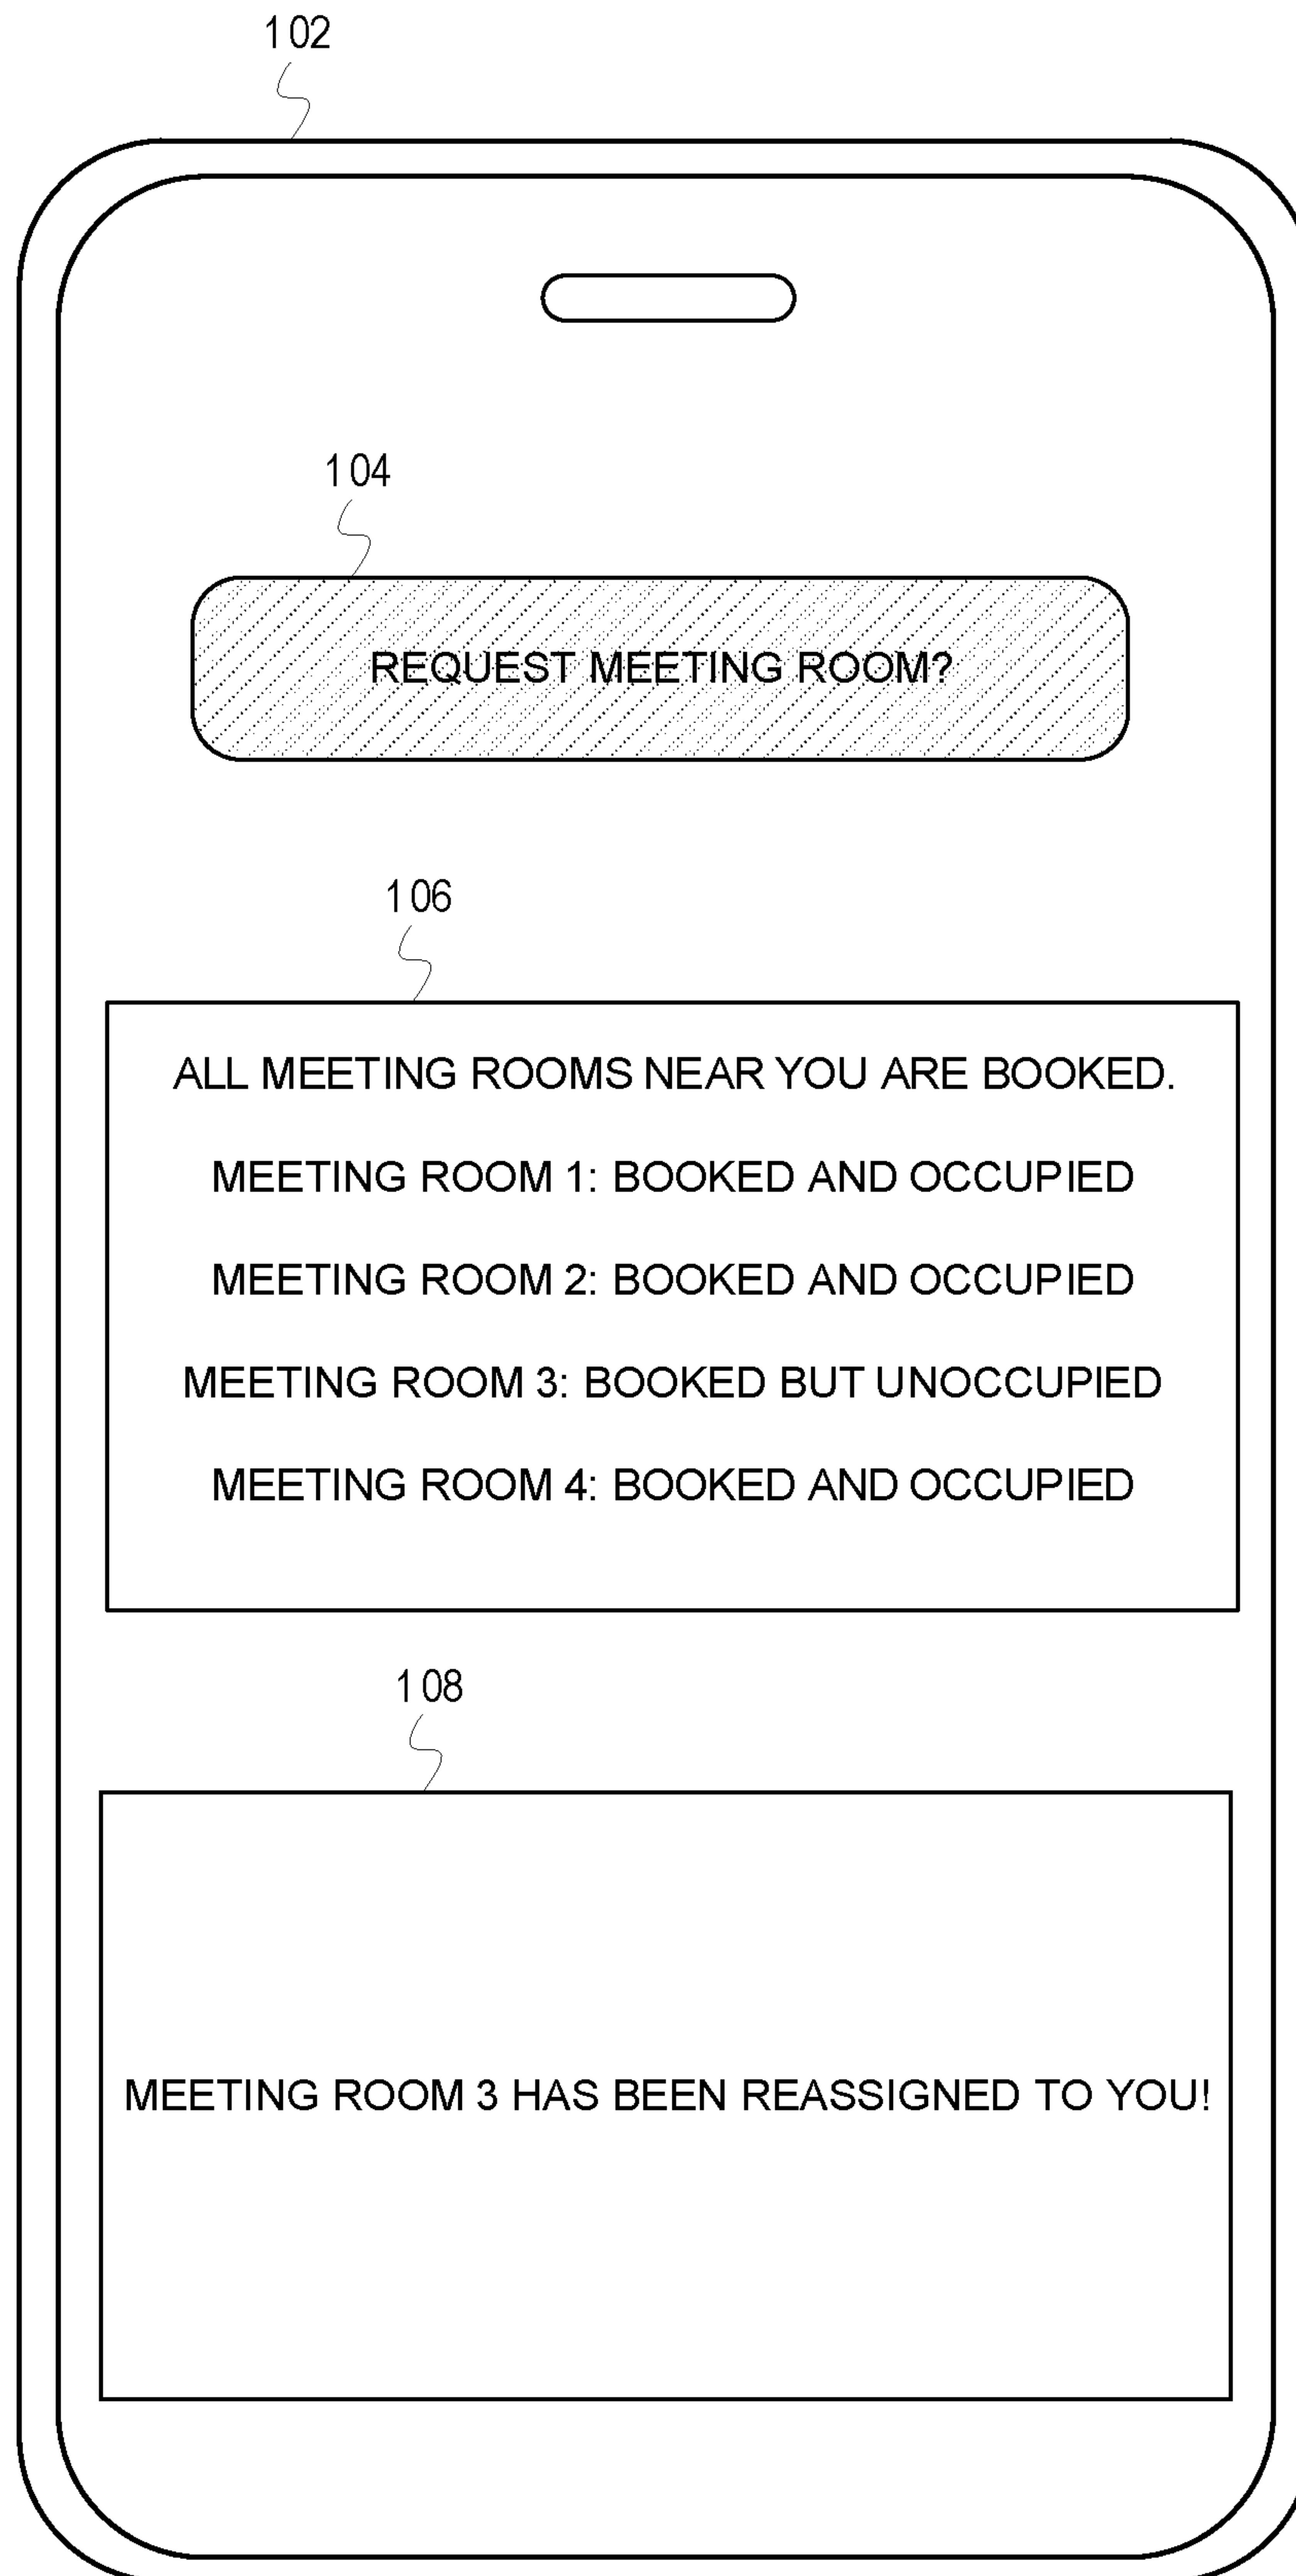 102
104
REQUEST MEETING ROOM?
106
ALL MEETING ROOMS NEAR YOU ARE BOOKED.
MEETING ROOM 1: BOOKED AND OCCUPIED
MEETING ROOM 2: BOOKED AND OCCUPIED
MEETING ROOM 3: BOOKED BUT UNOCCUPIED
MEETING ROOM 4: BOOKED AND OCCUPIED
108
MEETING ROOM 3 HAS BEEN REASSIGNED TO YOU!